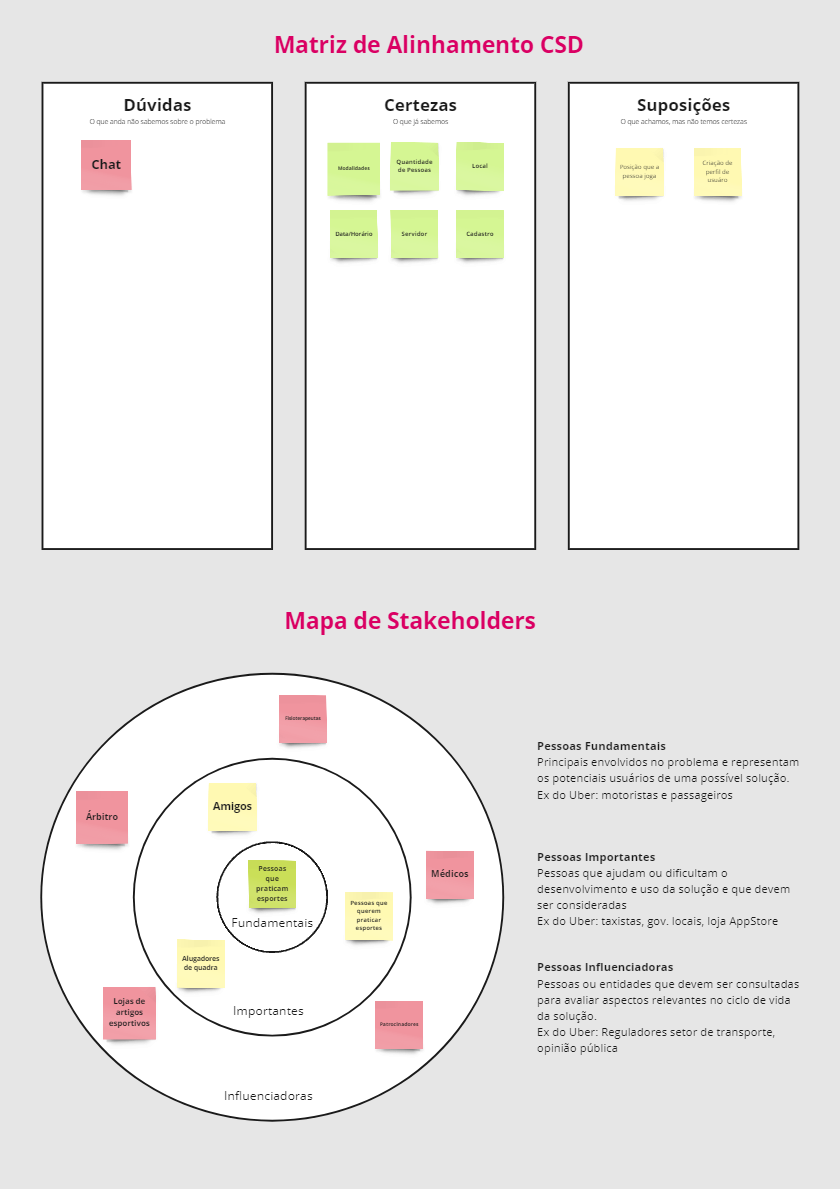 Matriz de Alinhamento CSD
Dúvidas
O que anda não sabemos sobre o problema
Chat
Certezas
O que já sabemos
Modalidades
Quantidade
de Pessoas
Local
Data/Horário
Servidor
Cadastro
Suposições
O que achamos, mas não temos certezas
Posição que a
pessoa joga
Criação de
perfil de
usuáro
Mapa de Stakeholders
Fisioterapeutas
Amigos
Árbitro
Pessoas
que
praticam
esportes
Fundamentais
Médicos
Pessoas que
querem
praticar
esportes
Alugadores
de quadra
Lojas de
artigos
esportivos
Importantes
Patrocinadores
Influenciadoras
Pessoas Fundamentais
Principais envolvidos no problema e representam
os potenciais usuários de uma possível solução.
Ex do Uber: motoristas e passageiros
Pessoas Importantes
Pessoas que ajudam ou dificultam o
desenvolvimento e uso da solução e que devem
ser consideradas
Ex do Uber: taxistas, gov. locais, loja AppStore
Pessoas Influenciadoras
Pessoas ou entidades que devem ser consultadas
para avaliar aspectos relevantes no ciclo de vida
da solução.
Ex do Uber: Reguladores setor de transporte,
opinião pública